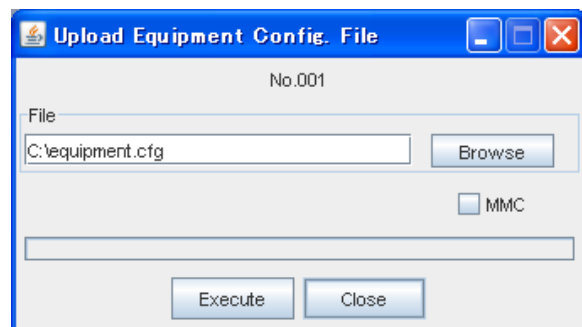 Upload Equipment Config. File
No.001
File
C:\equipment.cfg
Browse
MMC
Execute
Close